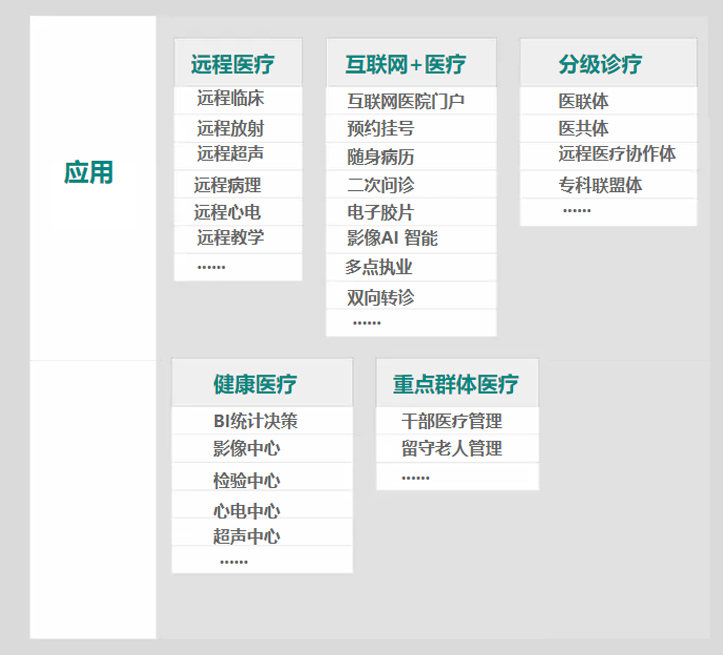 应用
远程医疗
远程临床
远程放射
远程超声
远程病理
远程心电
远程教学
......
互联网+医疗
互联网医院门户
预约挂号
随身病历
二次问诊
电子胶片
影像AI 智能
多点执业
双向转诊
......
分级诊疗
医联体
医共体
远程医疗协作体
专科联盟体
......
健康医疗
BI统计决策
影像中心
检验中心
心电中心
超声中心
......
重点群体医疗
干部医疗管理
留守老人管理
......